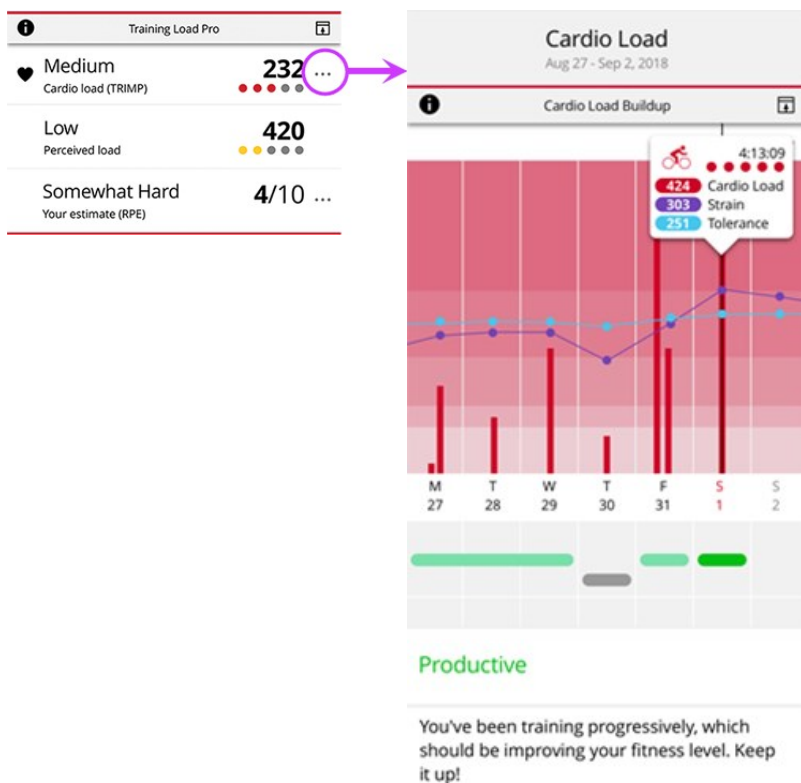 Training Load Pro
Medium
232 ...
Cardio load (TRIMP)
Low
420
Perceived load
Somewhat Hard
4/10 ...
Your estimate (RPE)
Cardio Load
Aug 27 - Sep 2, 2018
Cardio Load Buildup
4:13:09
424 Cardio Load
303 Strain
251 Tolerance
M T W T F S S
27 28 29 30 31 1 2
Productive
You've been training progressively, which
should be improving your fitness level. Keep
it up!